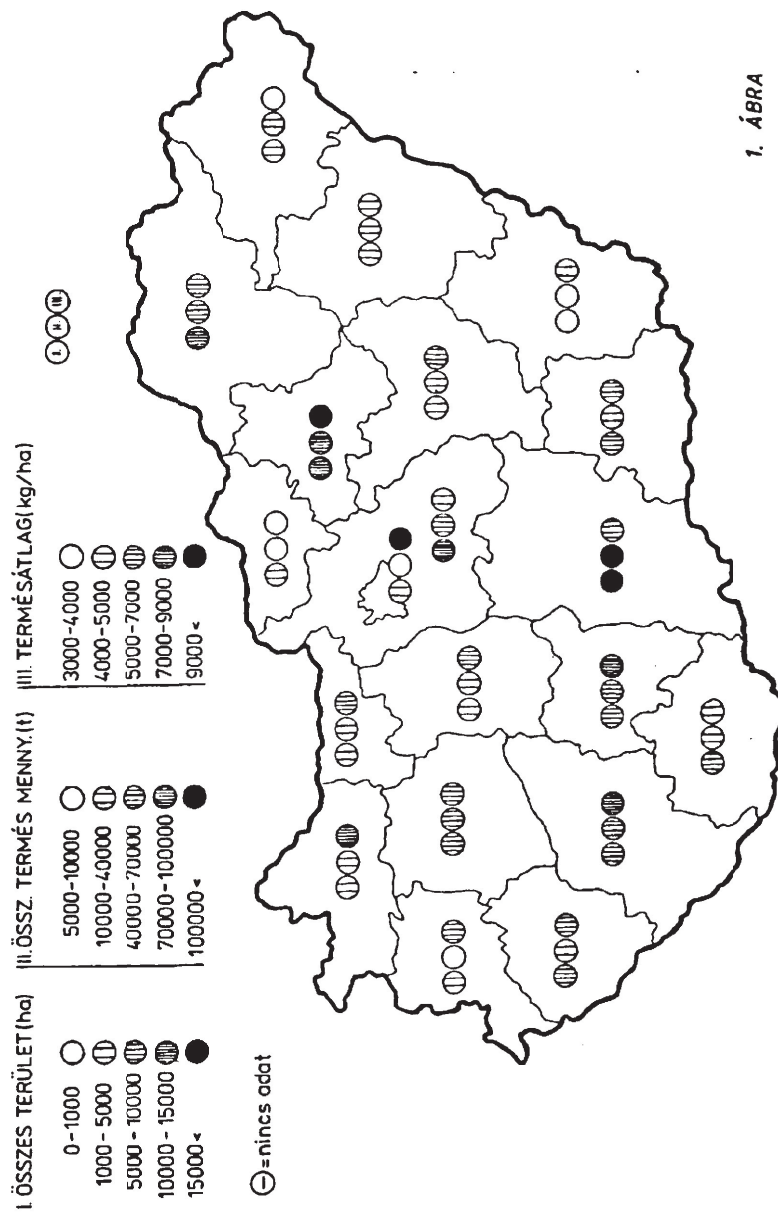 I. ÖSSZES TERÜLET (ha)
0-1000
1000-5000
5000-10000
10000-15000
15000<
II. ÖSSZ. TERMÉS MENNY. (t)
5000-10000
10000-40000
40000-70000
70000-100000
100000<
III. TERMÉSÁTLAG (kg/ha)
3000-4000
4000-5000
5000-7000
7000-9000
9000<
I. II. III.
=nincs adat
1. ÁBRA